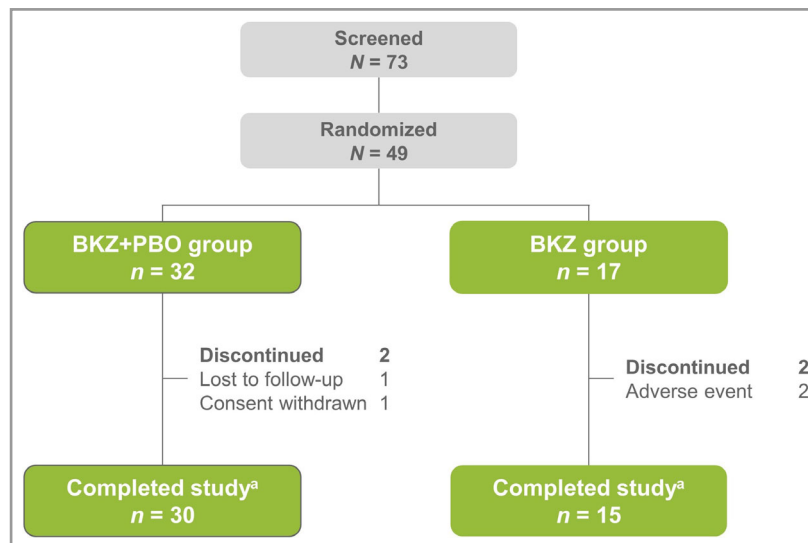 Screened
N = 73
Randomized
N = 49
BKZ+PBO group
n = 32
BKZ group
n = 17
Discontinued 2
Lost to follow-up 1
Consent withdrawn 1
Discontinued 2
Adverse event 2
Completed studyᵃ
n = 30
Completed studyᵃ
n = 15